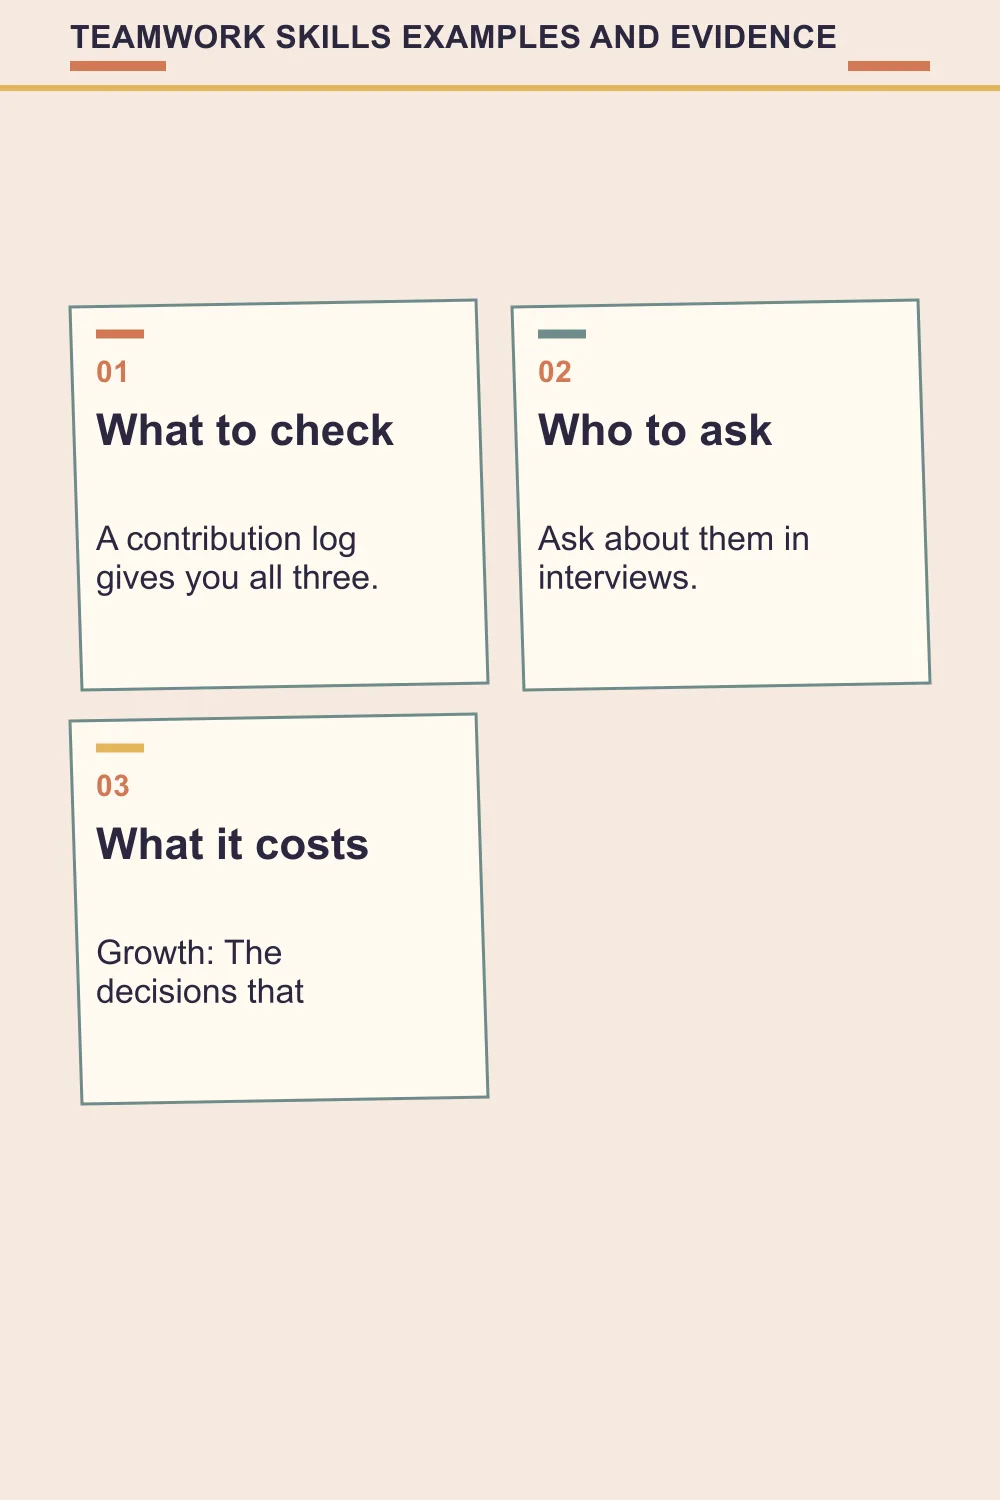 TEAMWORK SKILLS EXAMPLES AND EVIDENCE
01
What to check
A contribution log
gives you all three.
02
Who to ask
Ask about them in
interviews.
03
What it costs
Growth: The
decisions that